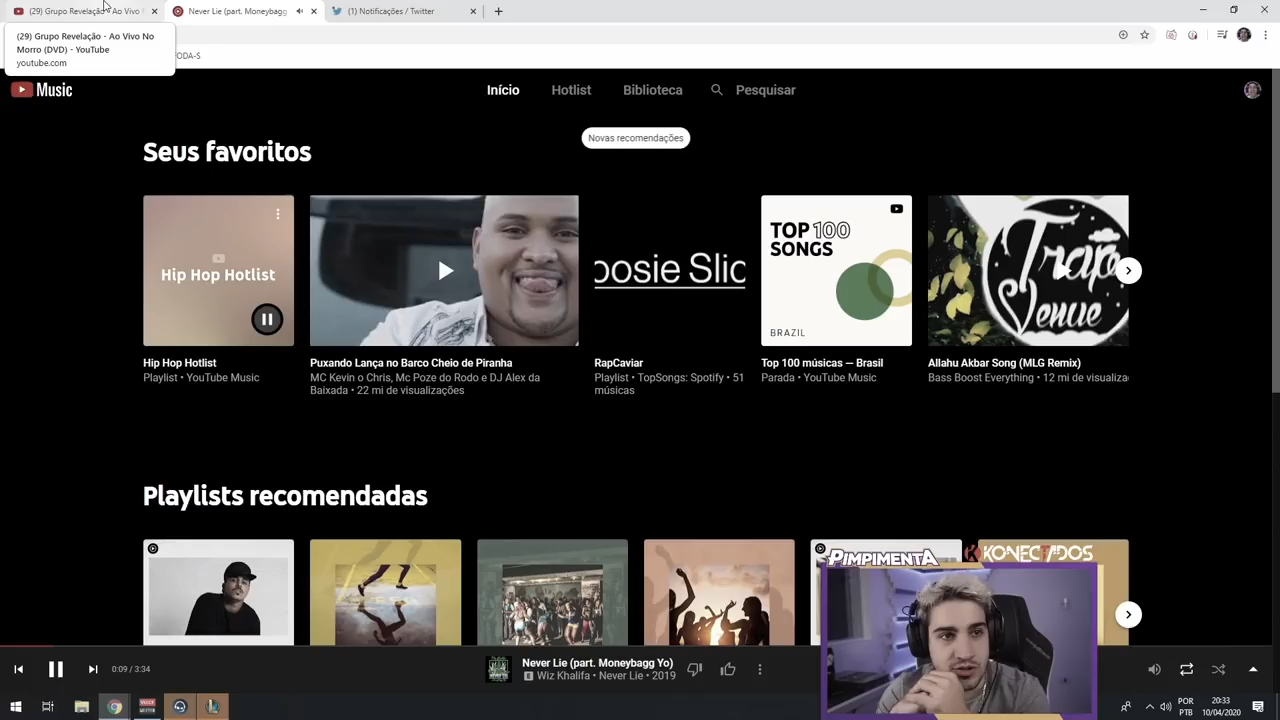 (29) Grupo Revelação - Ao Vivo
Never Lie (part. Moneybagg
(1) Notificações / Twitter
(29) Grupo Revelação - Ao Vivo No
Morro (DVD) - YouTube
youtube.com
ODA-S
Music
Início
Hotlist
Biblioteca
Pesquisar
Novas recomendações
Seus favoritos
Hip Hop Hotlist
oosie Slic
TOP 100
SONGS
BRAZIL
Trap
Venue
Hip Hop Hotlist
Playlist • YouTube Music
Puxando Lança no Barco Cheio de Piranha
MC Kevin o Chris, Mc Poze do Rodo e DJ Alex da
Baixada • 22 mi de visualizações
RapCaviar
Playlist • TopSongs: Spotify • 51
músicas
Top 100 músicas — Brasil
Parada • YouTube Music
Allahu Akbar Song (MLG Remix)
Bass Boost Everything • 12 mi de visualiza
Playlists recomendadas
PIMPIMENTA
KONECTADOS
0:09 / 3:34
Never Lie (part. Moneybagg Yo)
E Wiz Khalifa • Never Lie • 2019
POR
PTB
20:33
10/04/2020